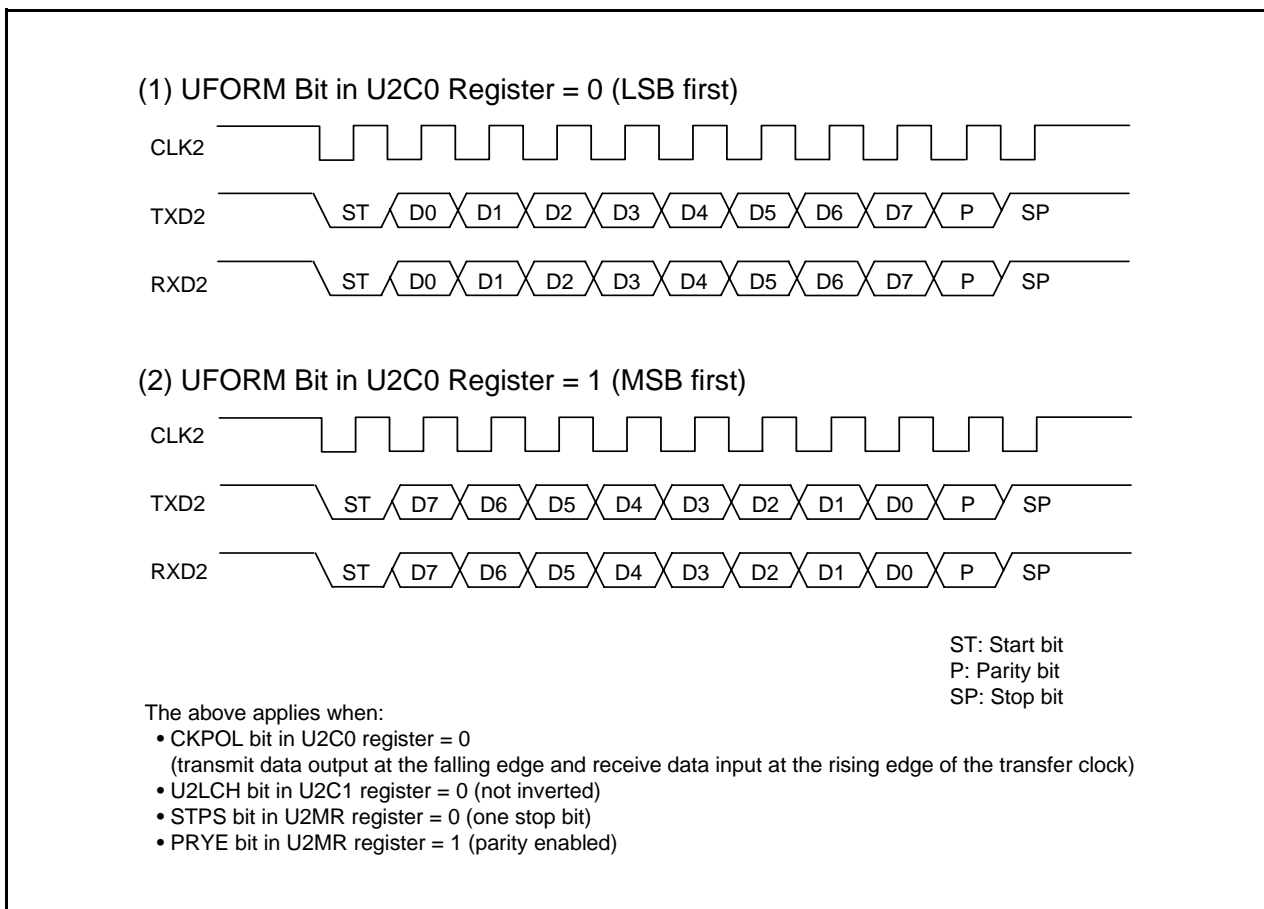 (1) UFORM Bit in U2C0 Register = 0 (LSB first)
CLK2
TXD2 ST D0 D1 D2 D3 D4 D5 D6 D7 P SP
RXD2 ST D0 D1 D2 D3 D4 D5 D6 D7 P SP
(2) UFORM Bit in U2C0 Register = 1 (MSB first)
CLK2
TXD2 ST D7 D6 D5 D4 D3 D2 D1 D0 P SP
RXD2 ST D7 D6 D5 D4 D3 D2 D1 D0 P SP
ST: Start bit
P: Parity bit
SP: Stop bit
The above applies when:
• CKPOL bit in U2C0 register = 0
(transmit data output at the falling edge and receive data input at the rising edge of the transfer clock)
• U2LCH bit in U2C1 register = 0 (not inverted)
• STPS bit in U2MR register = 0 (one stop bit)
• PRYE bit in U2MR register = 1 (parity enabled)